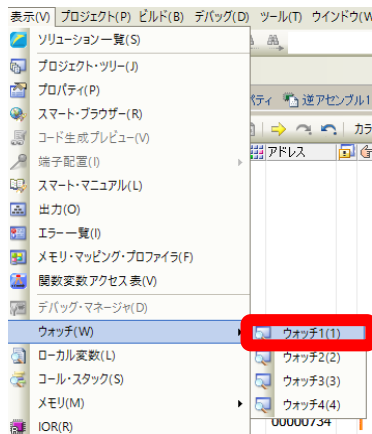 表示(V) プロジェクト(P) ビルド(B) デバッグ(D) ツール(T) ウインドウ(W
ソリューション一覧(S)
プロジェクト・ツリー(J)
プロパティ(P)
パティ 逆アセンブル1
スマート・ブラウザー(R)
コード生成プレビュー(V)
カラ
端子配置(I)
アドレス
スマート・マニュアル(L)
出力(O)
エラー一覧(I)
メモリ・マッピング・プロファイラ(F)
関数変数アクセス表(V)
デバッグ・マネージャ(D)
ウォッチ(W)
ウォッチ1(1)
ローカル変数(L)
ウォッチ2(2)
コール・スタック(S)
ウォッチ3(3)
メモリ(M)
ウォッチ4(4)
IOR(R)
00000734